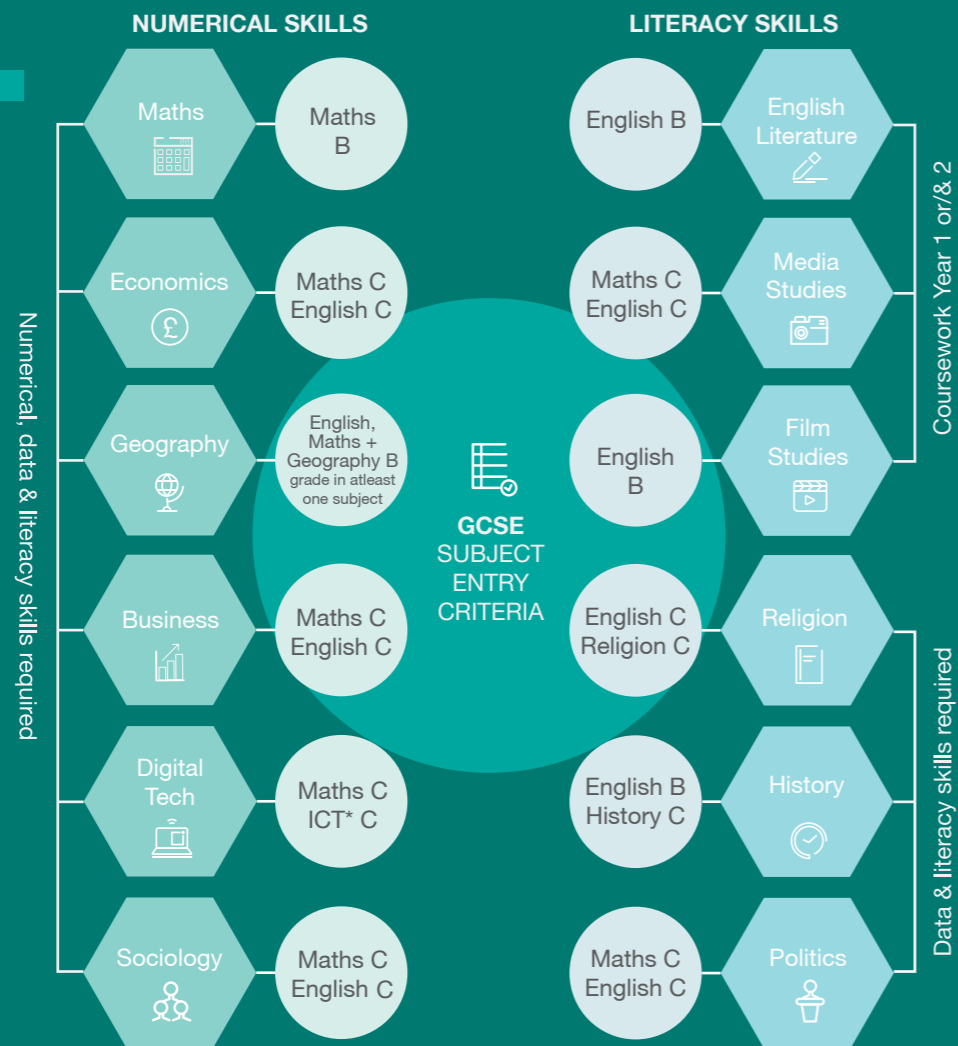 NUMERICAL SKILLS
Maths
Maths
B
Economics
Maths C
English C
Geography
English,
Maths +
Geography B
grade in atleast
one subject
Business
Maths C
English C
Digital
Tech
Maths C
ICT* C
Sociology
Maths C
English C
Numerical, data & literacy skills required
GCSE
SUBJECT
ENTRY
CRITERIA
LITERACY SKILLS
English B
English
Literature
Maths C
English C
Media
Studies
English
B
Film
Studies
English C
Religion C
Religion
English B
History C
History
Maths C
English C
Politics
Coursework Year 1 or/& 2
Data & literacy skills required